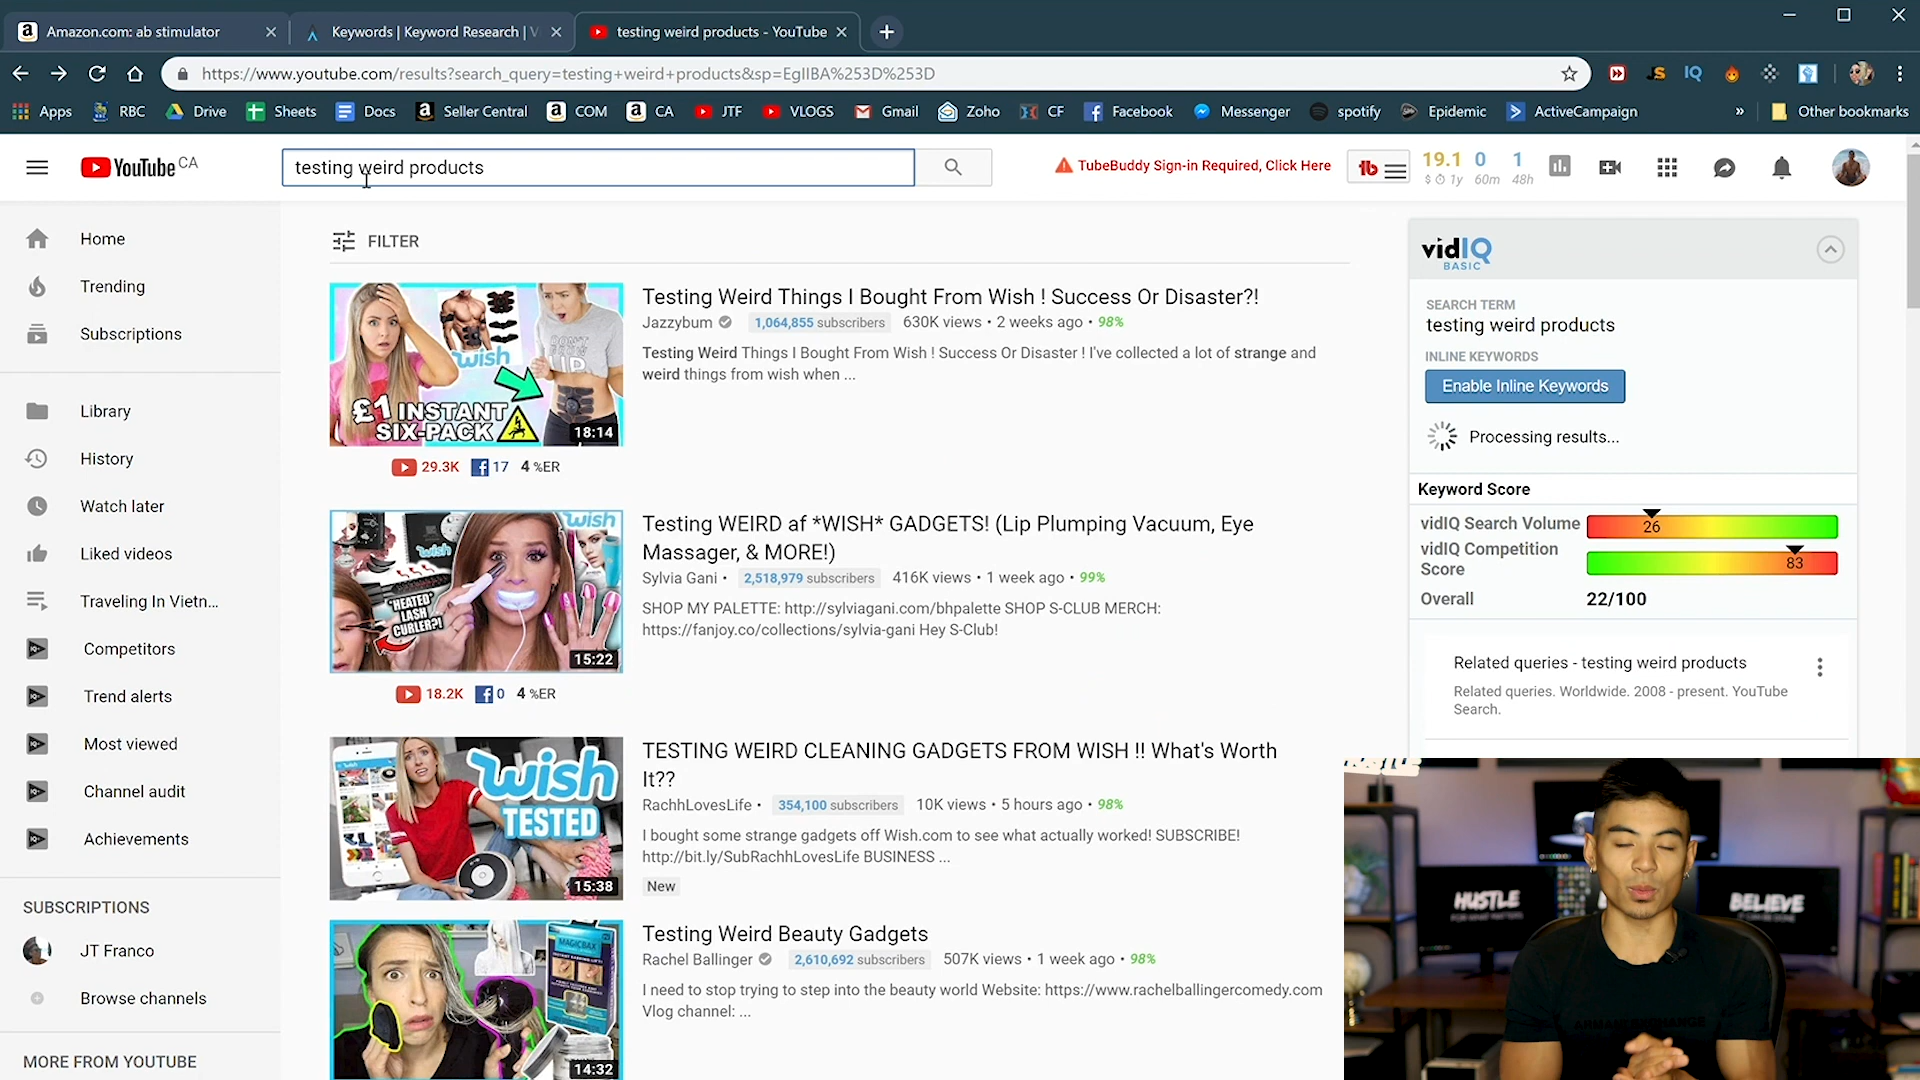 Amazon.com: ab stimulator
Keywords | Keyword Research | V
testing weird products - YouTube
https://www.youtube.com/results?search_query=testing+weird+products&sp=EgIIBA%253D%253D
Apps
RBC
Drive
Sheets
Docs
Seller Central
COM
CA
JTF
VLOGS
Gmail
Zoho
CF
Facebook
Messenger
spotify
Epidemic
ActiveCampaign
»
Other bookmarks
YouTube CA
testing weird products
TubeBuddy Sign-in Required, Click Here
tb
19.1 0 1
$ 1y 60m 48h
Home
Trending
Subscriptions
Library
History
Watch later
Liked videos
Traveling In Vietn...
Competitors
Trend alerts
Most viewed
Channel audit
Achievements
SUBSCRIPTIONS
JT Franco
Browse channels
MORE FROM YOUTUBE
FILTER
wish
£1 INSTANT
SIX-PACK
18:14
Testing Weird Things I Bought From Wish ! Success Or Disaster?!
Jazzybum 1,064,855 subscribers 630K views • 2 weeks ago • 98%
Testing Weird Things I Bought From Wish ! Success Or Disaster ! I've collected a lot of strange and
weird things from wish when ...
29.3K 17 4 %ER
wish
HEATED
LASH
CURLER?!
15:22
Testing WEIRD af *WISH* GADGETS! (Lip Plumping Vacuum, Eye
Massager, & MORE!)
Sylvia Gani • 2,518,979 subscribers 416K views • 1 week ago • 99%
SHOP MY PALETTE: http://sylviagani.com/bhpalette SHOP S-CLUB MERCH:
https://fanjoy.co/collections/sylvia-gani Hey S-Club!
18.2K 0 4 %ER
wish
TESTED
15:38
TESTING WEIRD CLEANING GADGETS FROM WISH !! What's Worth
It??
RachhLovesLife • 354,100 subscribers 10K views • 5 hours ago • 98%
I bought some strange gadgets off Wish.com to see what actually worked! SUBSCRIBE!
http://bit.ly/SubRachhLovesLife BUSINESS ...
New
MAGICBAX
14:32
Testing Weird Beauty Gadgets
Rachel Ballinger 2,610,692 subscribers 507K views • 1 week ago • 98%
I need to stop trying to step into the beauty world Website: https://www.rachelballingercomedy.com
Vlog channel: ...
vidIQ
BASIC
SEARCH TERM
testing weird products
INLINE KEYWORDS
Enable Inline Keywords
Processing results...
Keyword Score
vidIQ Search Volume 26
vidIQ Competition
Score 83
Overall 22/100
Related queries - testing weird products
Related queries. Worldwide. 2008 - present. YouTube
Search.
HUSTLE
BELIEVE